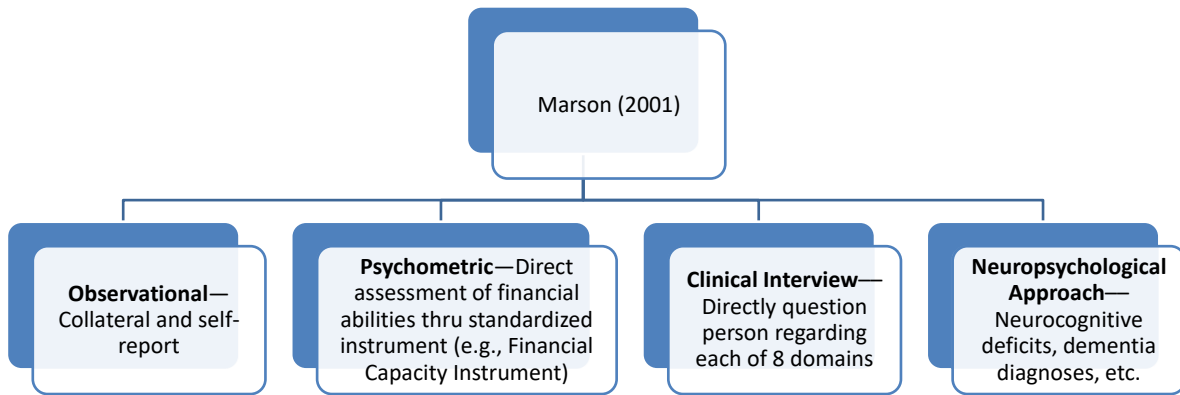 Marson (2001)
Observational—
Collateral and self-
report
Psychometric—Direct
assessment of financial
abilities thru standardized
instrument (e.g., Financial
Capacity Instrument)
Clinical Interview—
Directly question
person regarding
each of 8 domains
Neuropsychological
Approach—
Neurocognitive
deficits, dementia
diagnoses, etc.